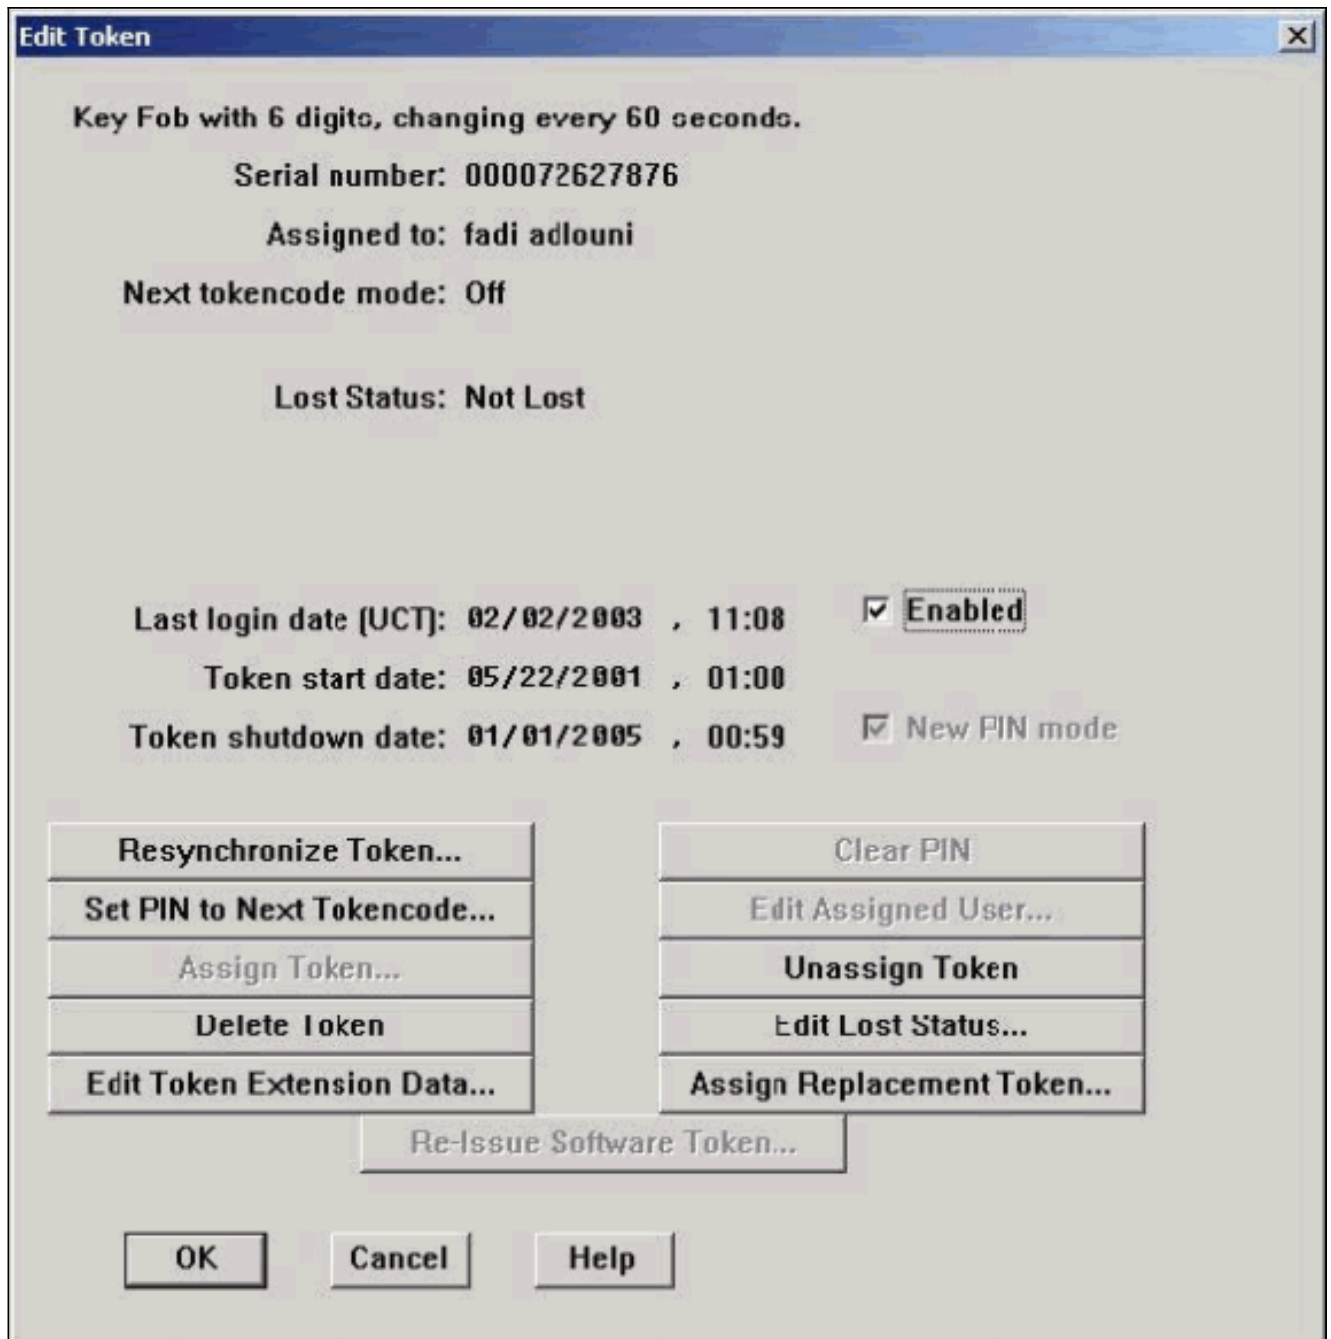 Edit Token
Key Fob with 6 digits, changing every 60 seconds.
Serial number: 000072627876
Assigned to: fadi adlouni
Next tokencode mode: Off
Lost Status: Not Lost
Last login date (UCT): 02/02/2003 , 11:08
Enabled
Token start date: 05/22/2001 , 01:00
Token shutdown date: 01/01/2005 , 00:59
New PIN mode
Resynchronize Token...
Clear PIN
Set PIN to Next Tokencode...
Edit Assigned User...
Assign Token...
Unassign Token
Delete Token
Edit Lost Status...
Edit Token Extension Data...
Assign Replacement Token...
Re-Issue Software Token...
OK
Cancel
Help